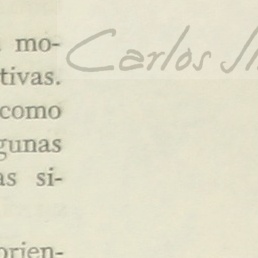 mo-
tivas.
como
gunas
as si-
orien-
Carlos